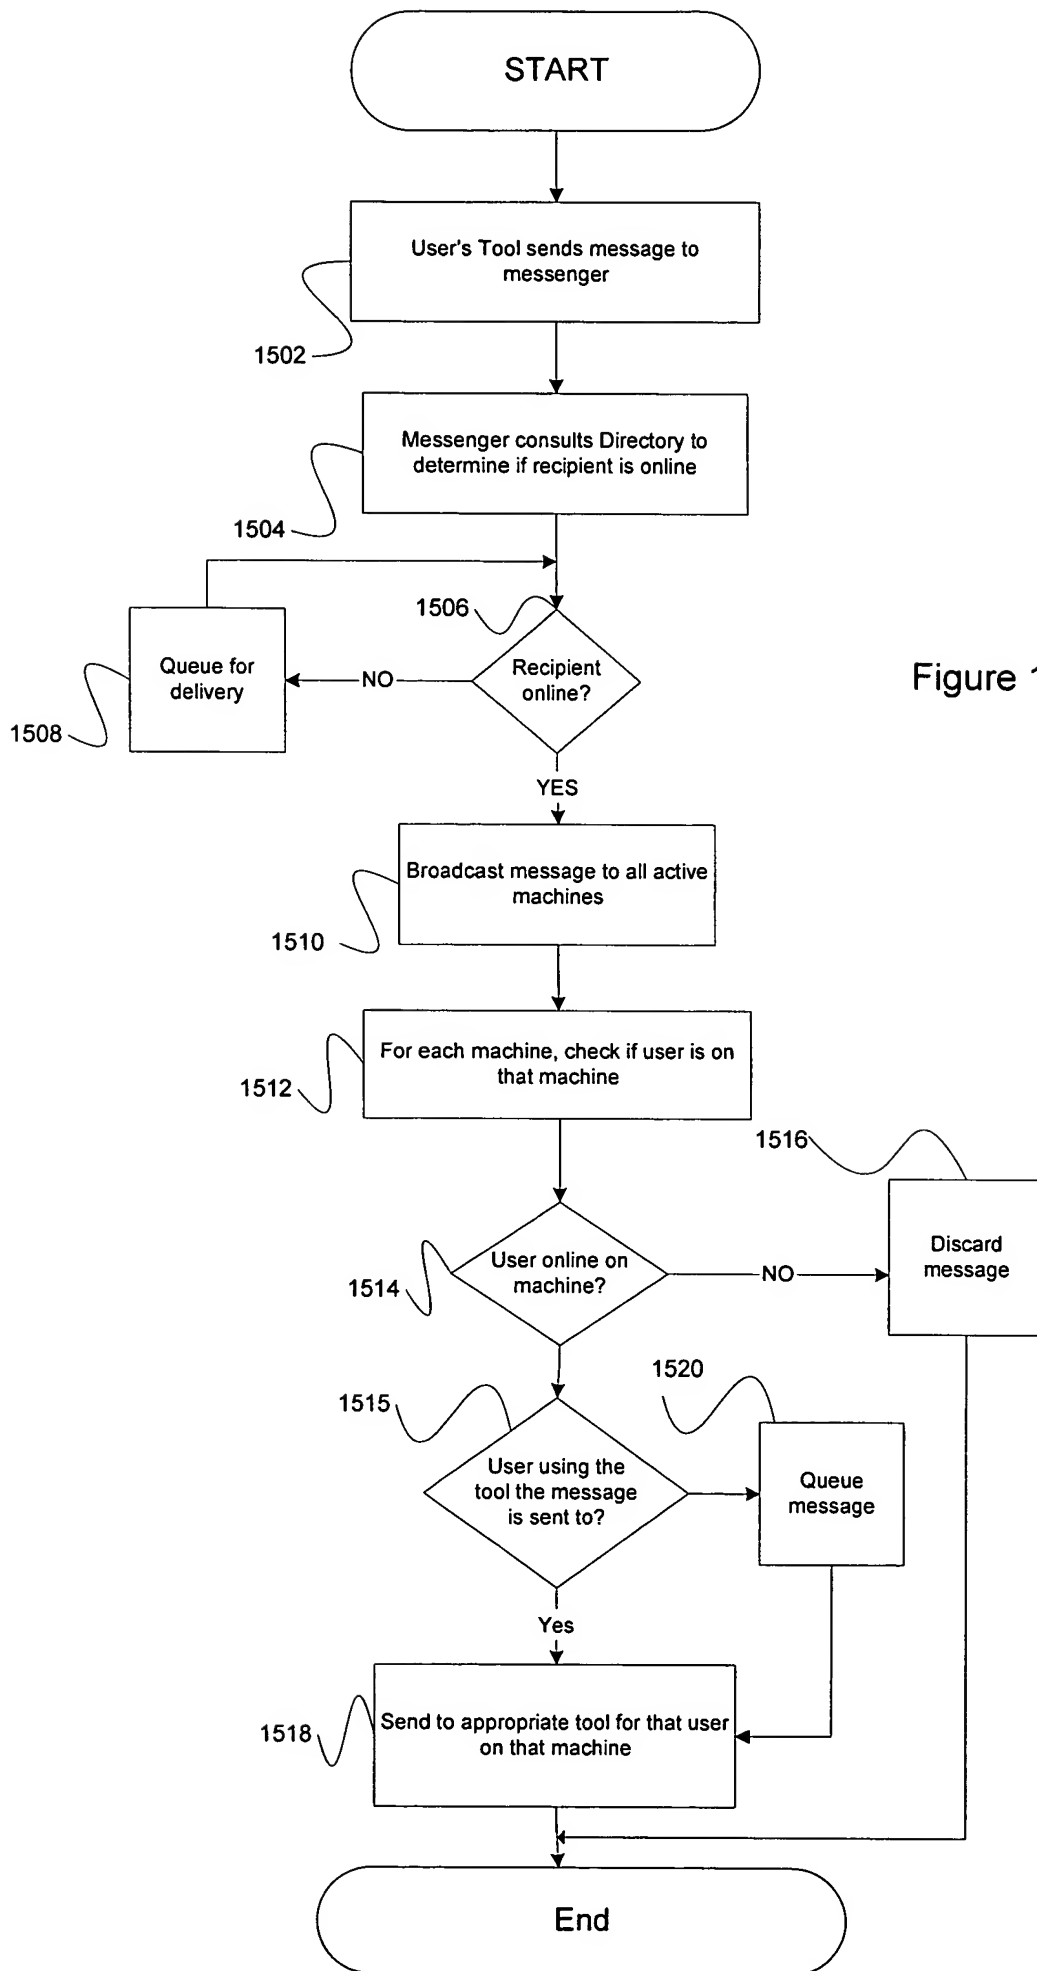 START
User's Tool sends message to
messenger
1502
Messenger consults Directory to
determine if recipient is online
1504
1506
Recipient
online?
NO
Queue for
delivery
1508
Figure 1
YES
Broadcast message to all active
machines
1510
For each machine, check if user is on
that machine
1512
1516
User online on
machine?
NO
Discard
message
1514
1520
1515
User using the
tool the message
is sent to?
Queue
message
Yes
Send to appropriate tool for that user
on that machine
1518
End